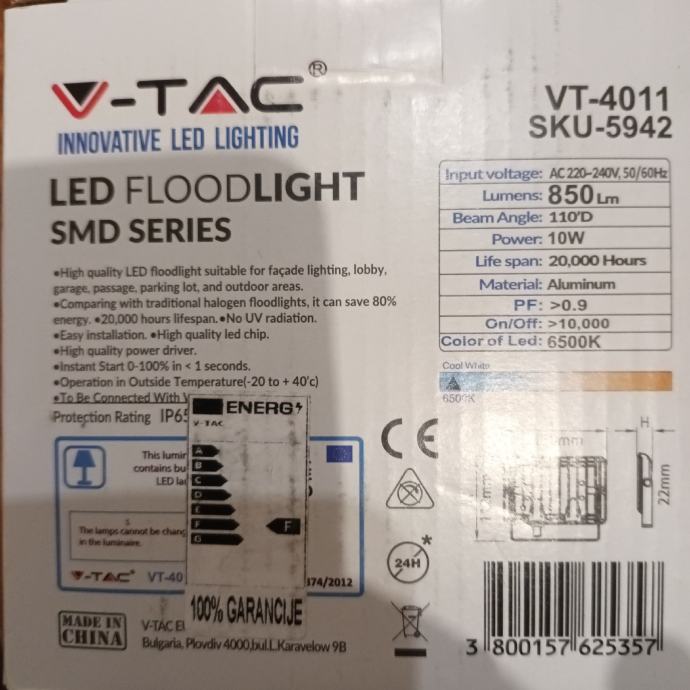 V-TAC®
INNOVATIVE LED LIGHTING
LED FLOODLIGHT
SMD SERIES
•High quality LED floodlight suitable for façade lighting, lobby,
garage, passage, parking lot, and outdoor areas.
•Comparing with traditional halogen floodlights, it can save 80%
energy. •20,000 hours lifespan.•No UV radiation.
•Easy installation. •High quality led chip.
•High quality power driver.
•Instant Start 0-100% in < 1 seconds.
•Operation in Outside Temperature(-20 to + 40'c)
•To Be Connected With
Protection Rating IP65
VT-4011
SKU-5942
Input voltage: AC 220-240V, 50/60Hz
Lumens: 850 Lm
Beam Angle: 110'D
Power: 10W
Life span: 20,000 Hours
Material: Aluminum
PF: >0.9
On/Off: >10,000
Color of Led: 6500K
Cool White
6500K
ENERG
V-TAC
A
B
C
D
E
F
G
F
100% GARANCIJE
This
contains
LED
The lamps cannot be
in the luminaire.
V-TAC® VT-40
874/2012
CE
24H
*
mm
H
22mm
MADE IN
CHINA
V-TAC
Bulgaria, Plovdiv 4000,bul.L.Karavelow 9B
3 800157 625357